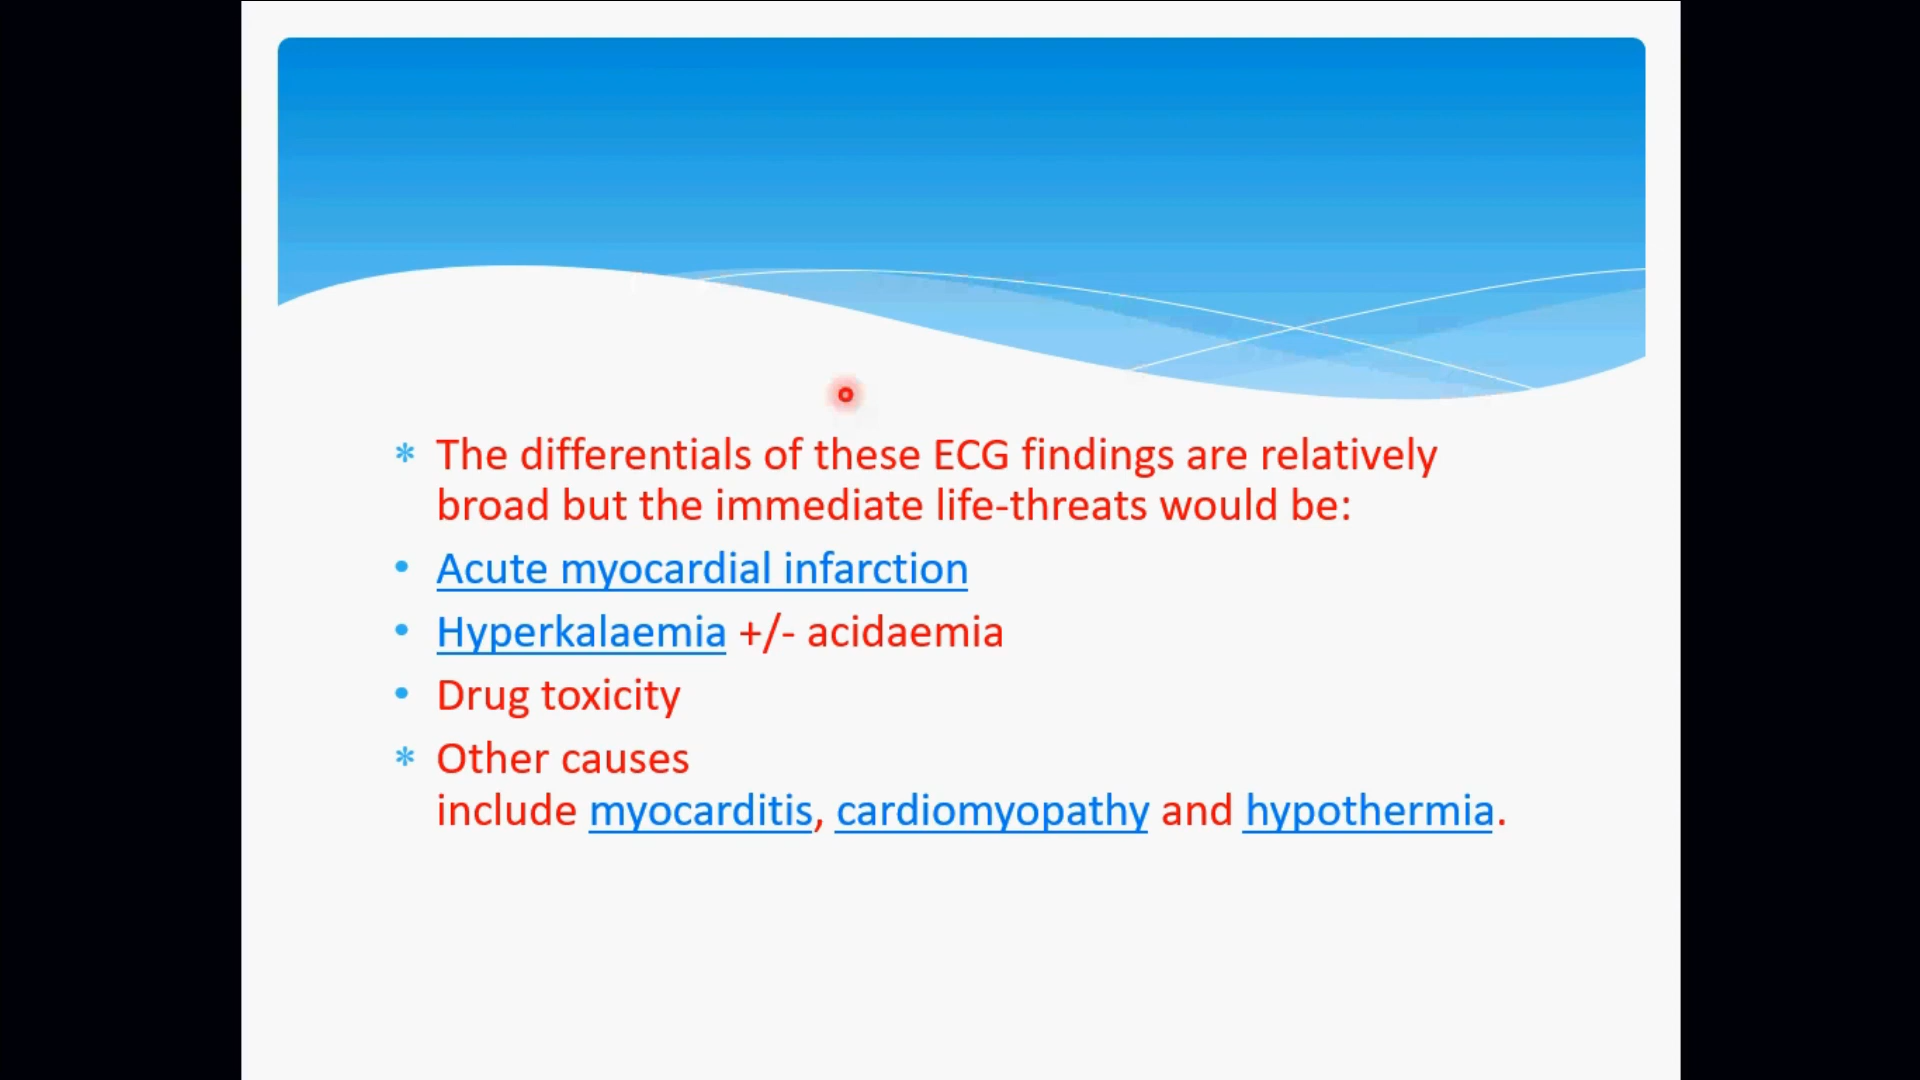 * The differentials of these ECG findings are relatively
broad but the immediate life-threats would be:
• Acute myocardial infarction
• Hyperkalaemia +/- acidaemia
• Drug toxicity
* Other causes
include myocarditis, cardiomyopathy and hypothermia.